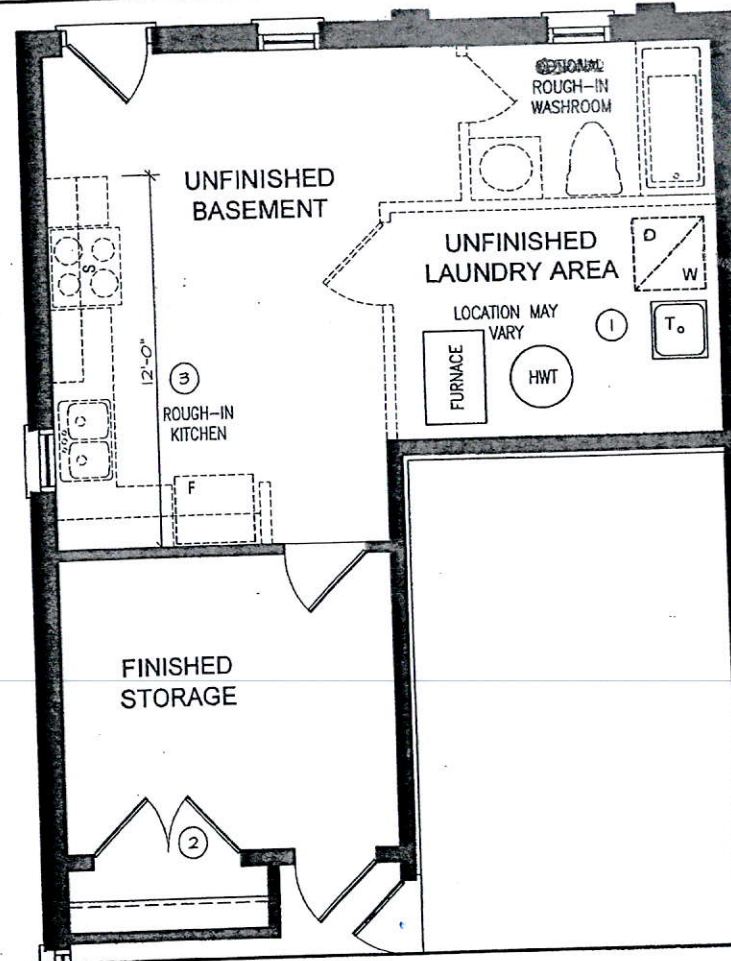 OPTIONAL
ROUGH-IN
WASHROOM
UNFINISHED
BASEMENT
UNFINISHED
LAUNDRY AREA
D
W
S
LOCATION MAY
VARY
1
To
FURNACE
HWT
12'-0"
3
ROUGH-IN
KITCHEN
F
FINISHED
STORAGE
2